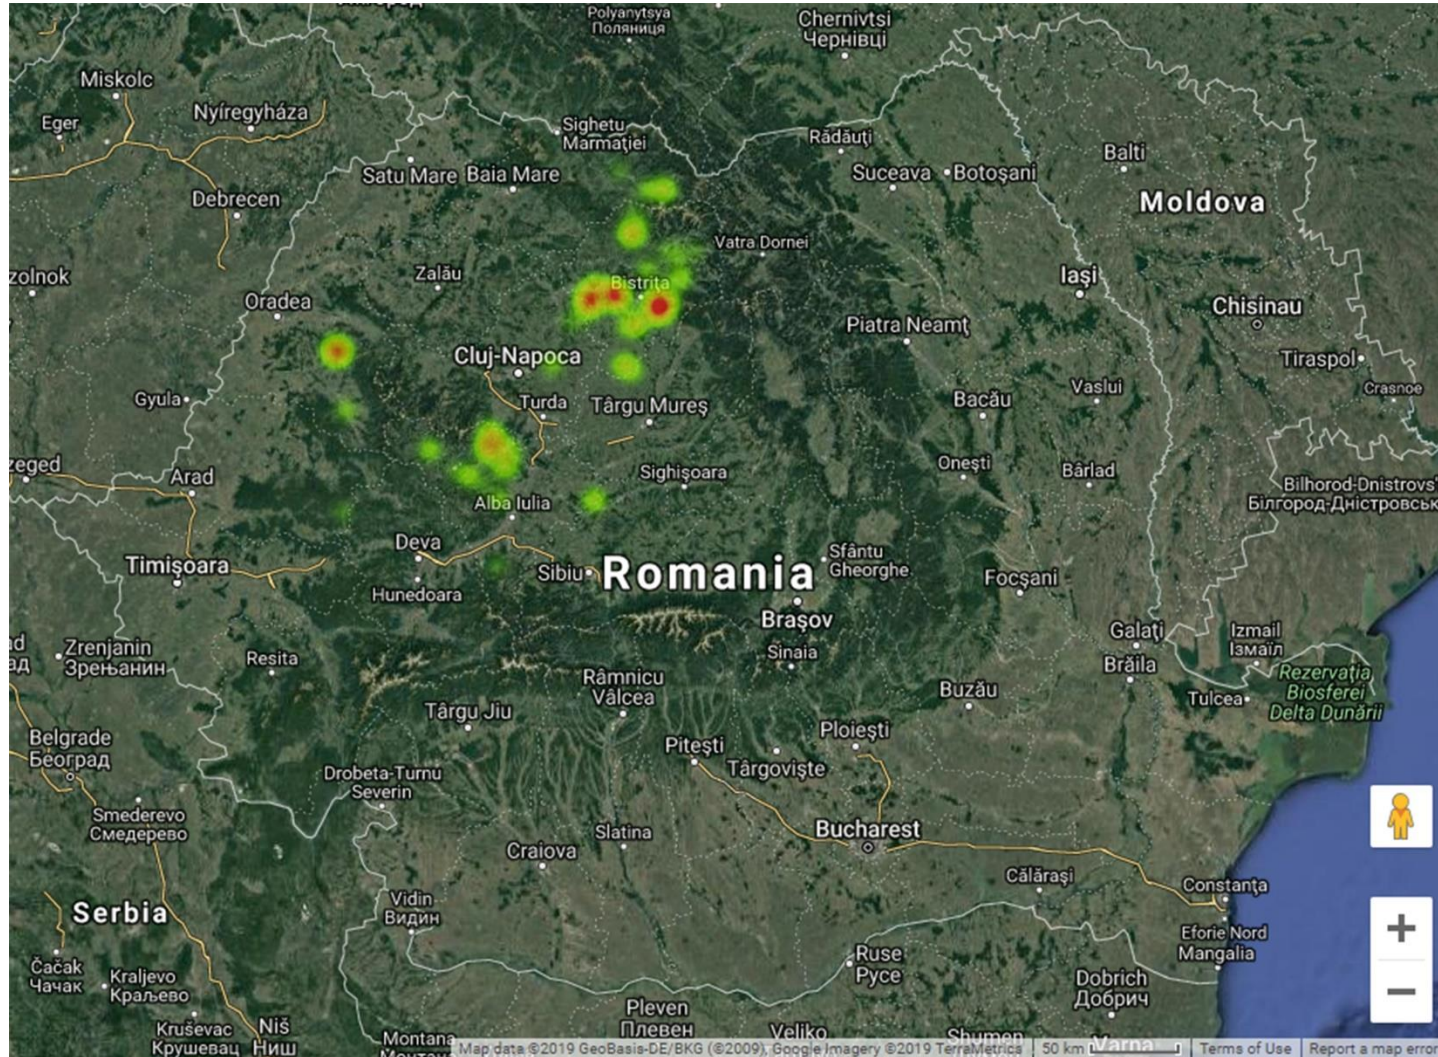 Polyanytsya
Поляниця
Chernivtsi
Чернівці
Miskolc
Nyíregyháza
Eger
Sighetu
Marmației
Rădăuți
Satu Mare
Baia Mare
Suceava
Botoșani
Balti
Debrecen
Moldova
Vatra Dornei
zolnok
Zalău
Bistrița
Iași
Oradea
Chisinau
Piatra Neamț
Cluj-Napoca
Tiraspol
Crasnoe
Gyula
Turda
Târgu Mureș
Bacău
Vaslui
zeged
Arad
Sighișoara
Onești
Bârlad
Bilhorod-Dnistrovs'
Білгород-Дністровськ
Alba Iulia
Deva
Timișoara
Sibiu
Romania
Sfântu
Gheorghe
Hunedoara
Focșani
Brașov
Galați
Izmail
Ізмаїл
ad
ад
Zrenjanin
Зрењанин
Resita
Sinaia
Brăila
Râmnicu
Vâlcea
Rezervația
Biosferei
Delta Dunării
Buzău
Tulcea
Târgu Jiu
Belgrade
Београд
Pitești
Ploiești
Târgoviște
Drobeta-Turnu
Severin
Smederevo
Смедерево
Slatina
Bucharest
Craiova
Călărași
Constanța
Vidin
Видин
Serbia
Eforie Nord
Mangalia
Čačak
Чачак
Kraljevo
Краљево
Ruse
Русе
Dobrich
Добрич
Pleven
Плевен
Kruševac
Крушевац
Niš
Ниш
Montana
Veliko
Shumen
Varna
Map data ©2019 GeoBasis-DE/BKG (©2009), Google Imagery ©2019 TerraMetrics
50 km
Terms of Use
Report a map error